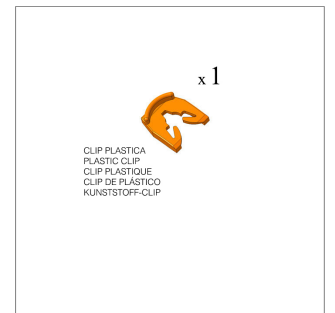 x 1
CLIP PLASTICA
PLASTIC CLIP
CLIP PLASTIQUE
CLIP DE PLÁSTICO
KUNSTSTOFF-CLIP